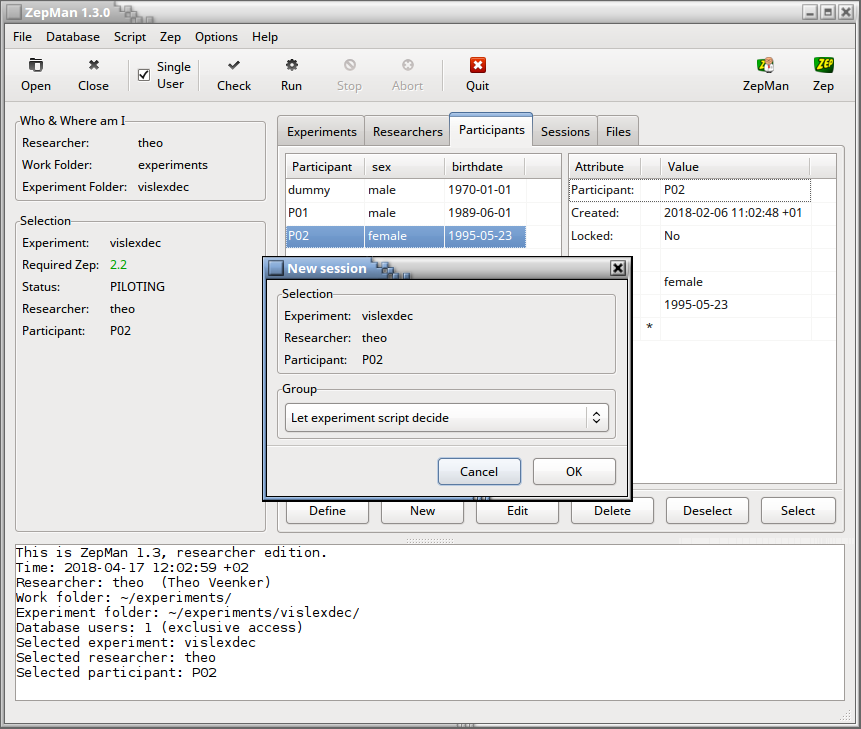 ZepMan 1.3.0
File Database Script Zep Options Help
Open Close Single User Check Run Stop Abort Quit ZepMan Zep
Who & Where am I
Researcher: theo
Work Folder: experiments
Experiment Folder: vislexdec
Selection
Experiment: vislexdec
Required Zep: 2.2
Status: PILOTING
Researcher: theo
Participant: P02
Experiments Researchers Participants Sessions Files
Participant sex birthdate
dummy male 1970-01-01
P01 male 1989-06-01
P02 female 1995-05-23
Attribute Value
Participant: P02
Created: 2018-02-06 11:02:48 +01
Locked: No
female
1995-05-23
*
New session
Selection
Experiment: vislexdec
Researcher: theo
Participant: P02
Group
Let experiment script decide
Cancel OK
Define New Edit Delete Deselect Select
This is ZepMan 1.3, researcher edition.
Time: 2018-04-17 12:02:59 +02
Researcher: theo (Theo Veenker)
Work folder: ~/experiments/
Experiment folder: ~/experiments/vislexdec/
Database users: 1 (exclusive access)
Selected experiment: vislexdec
Selected researcher: theo
Selected participant: P02